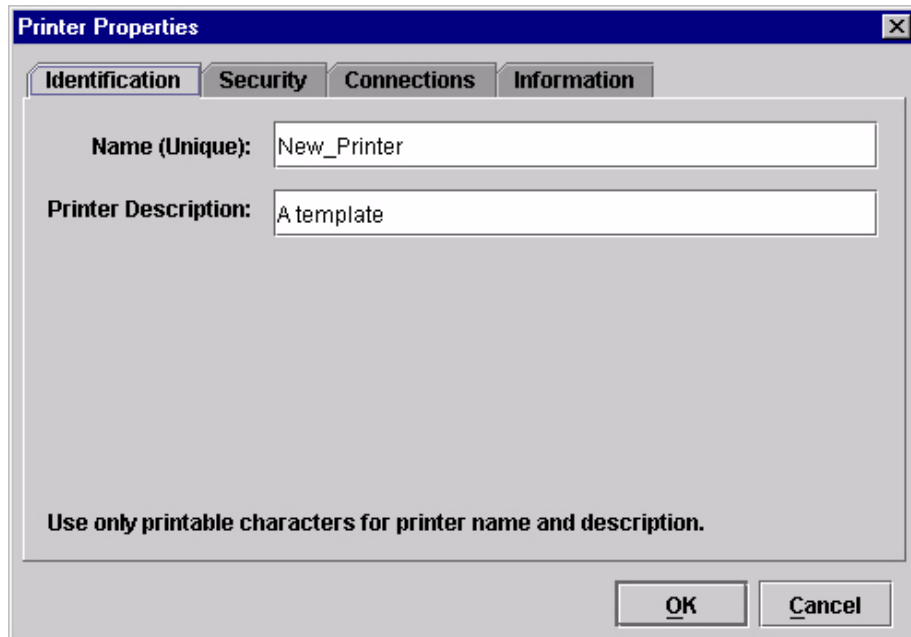 Printer Properties
Identification Security Connections Information
Name (Unique): New_Printer
Printer Description: A template
Use only printable characters for printer name and description.
OK Cancel